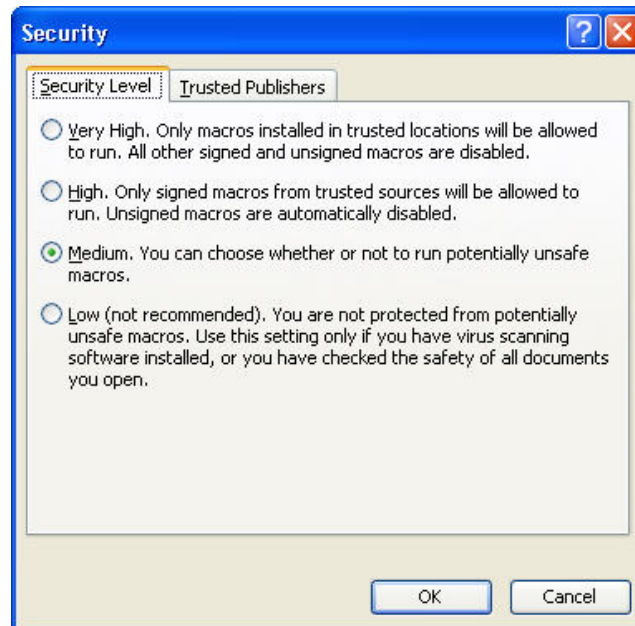 Security
Security Level
Trusted Publishers
Very High. Only macros installed in trusted locations will be allowed
to run. All other signed and unsigned macros are disabled.
High. Only signed macros from trusted sources will be allowed to
run. Unsigned macros are automatically disabled.
Medium. You can choose whether or not to run potentially unsafe
macros.
Low (not recommended). You are not protected from potentially
unsafe macros. Use this setting only if you have virus scanning
software installed, or you have checked the safety of all documents
you open.
OK
Cancel